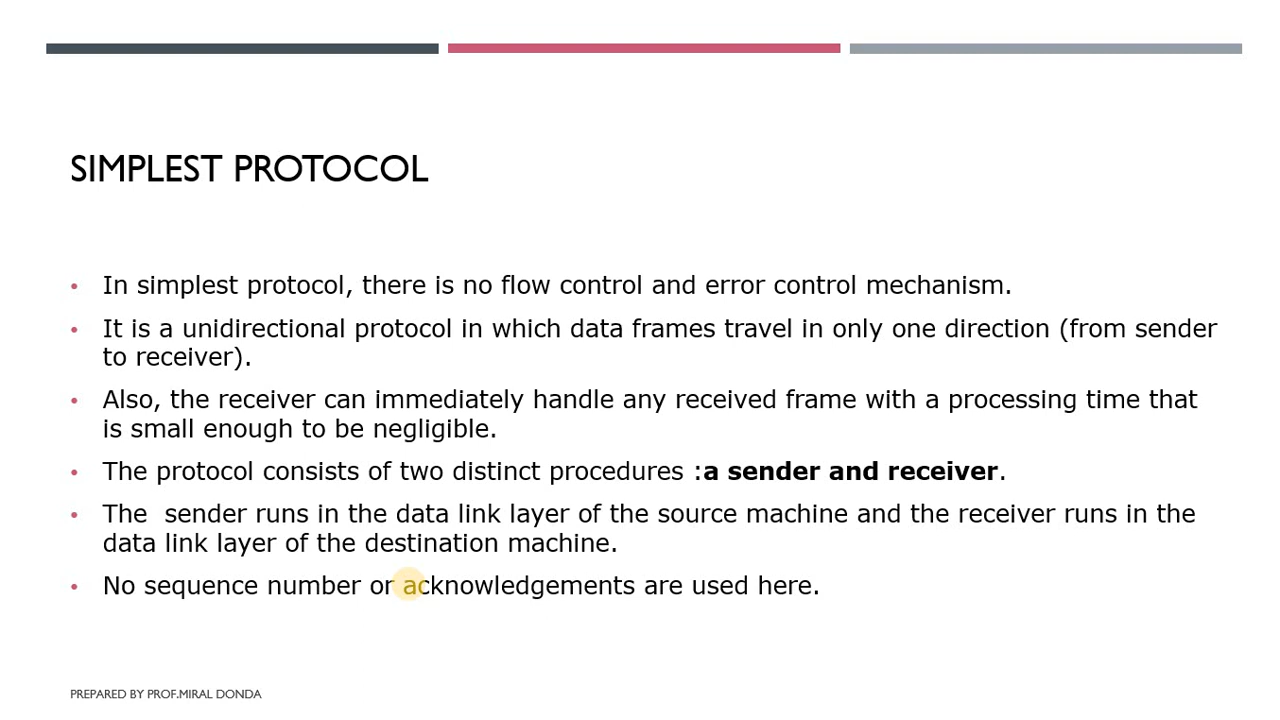 SIMPLEST PROTOCOL
• In simplest protocol, there is no flow control and error control mechanism.
• It is a unidirectional protocol in which data frames travel in only one direction (from sender
to receiver).
• Also, the receiver can immediately handle any received frame with a processing time that
is small enough to be negligible.
• The protocol consists of two distinct procedures :a sender and receiver.
• The  sender runs in the data link layer of the source machine and the receiver runs in the
data link layer of the destination machine.
• No sequence number or acknowledgements are used here.
PREPARED BY PROF.MIRAL DONDA